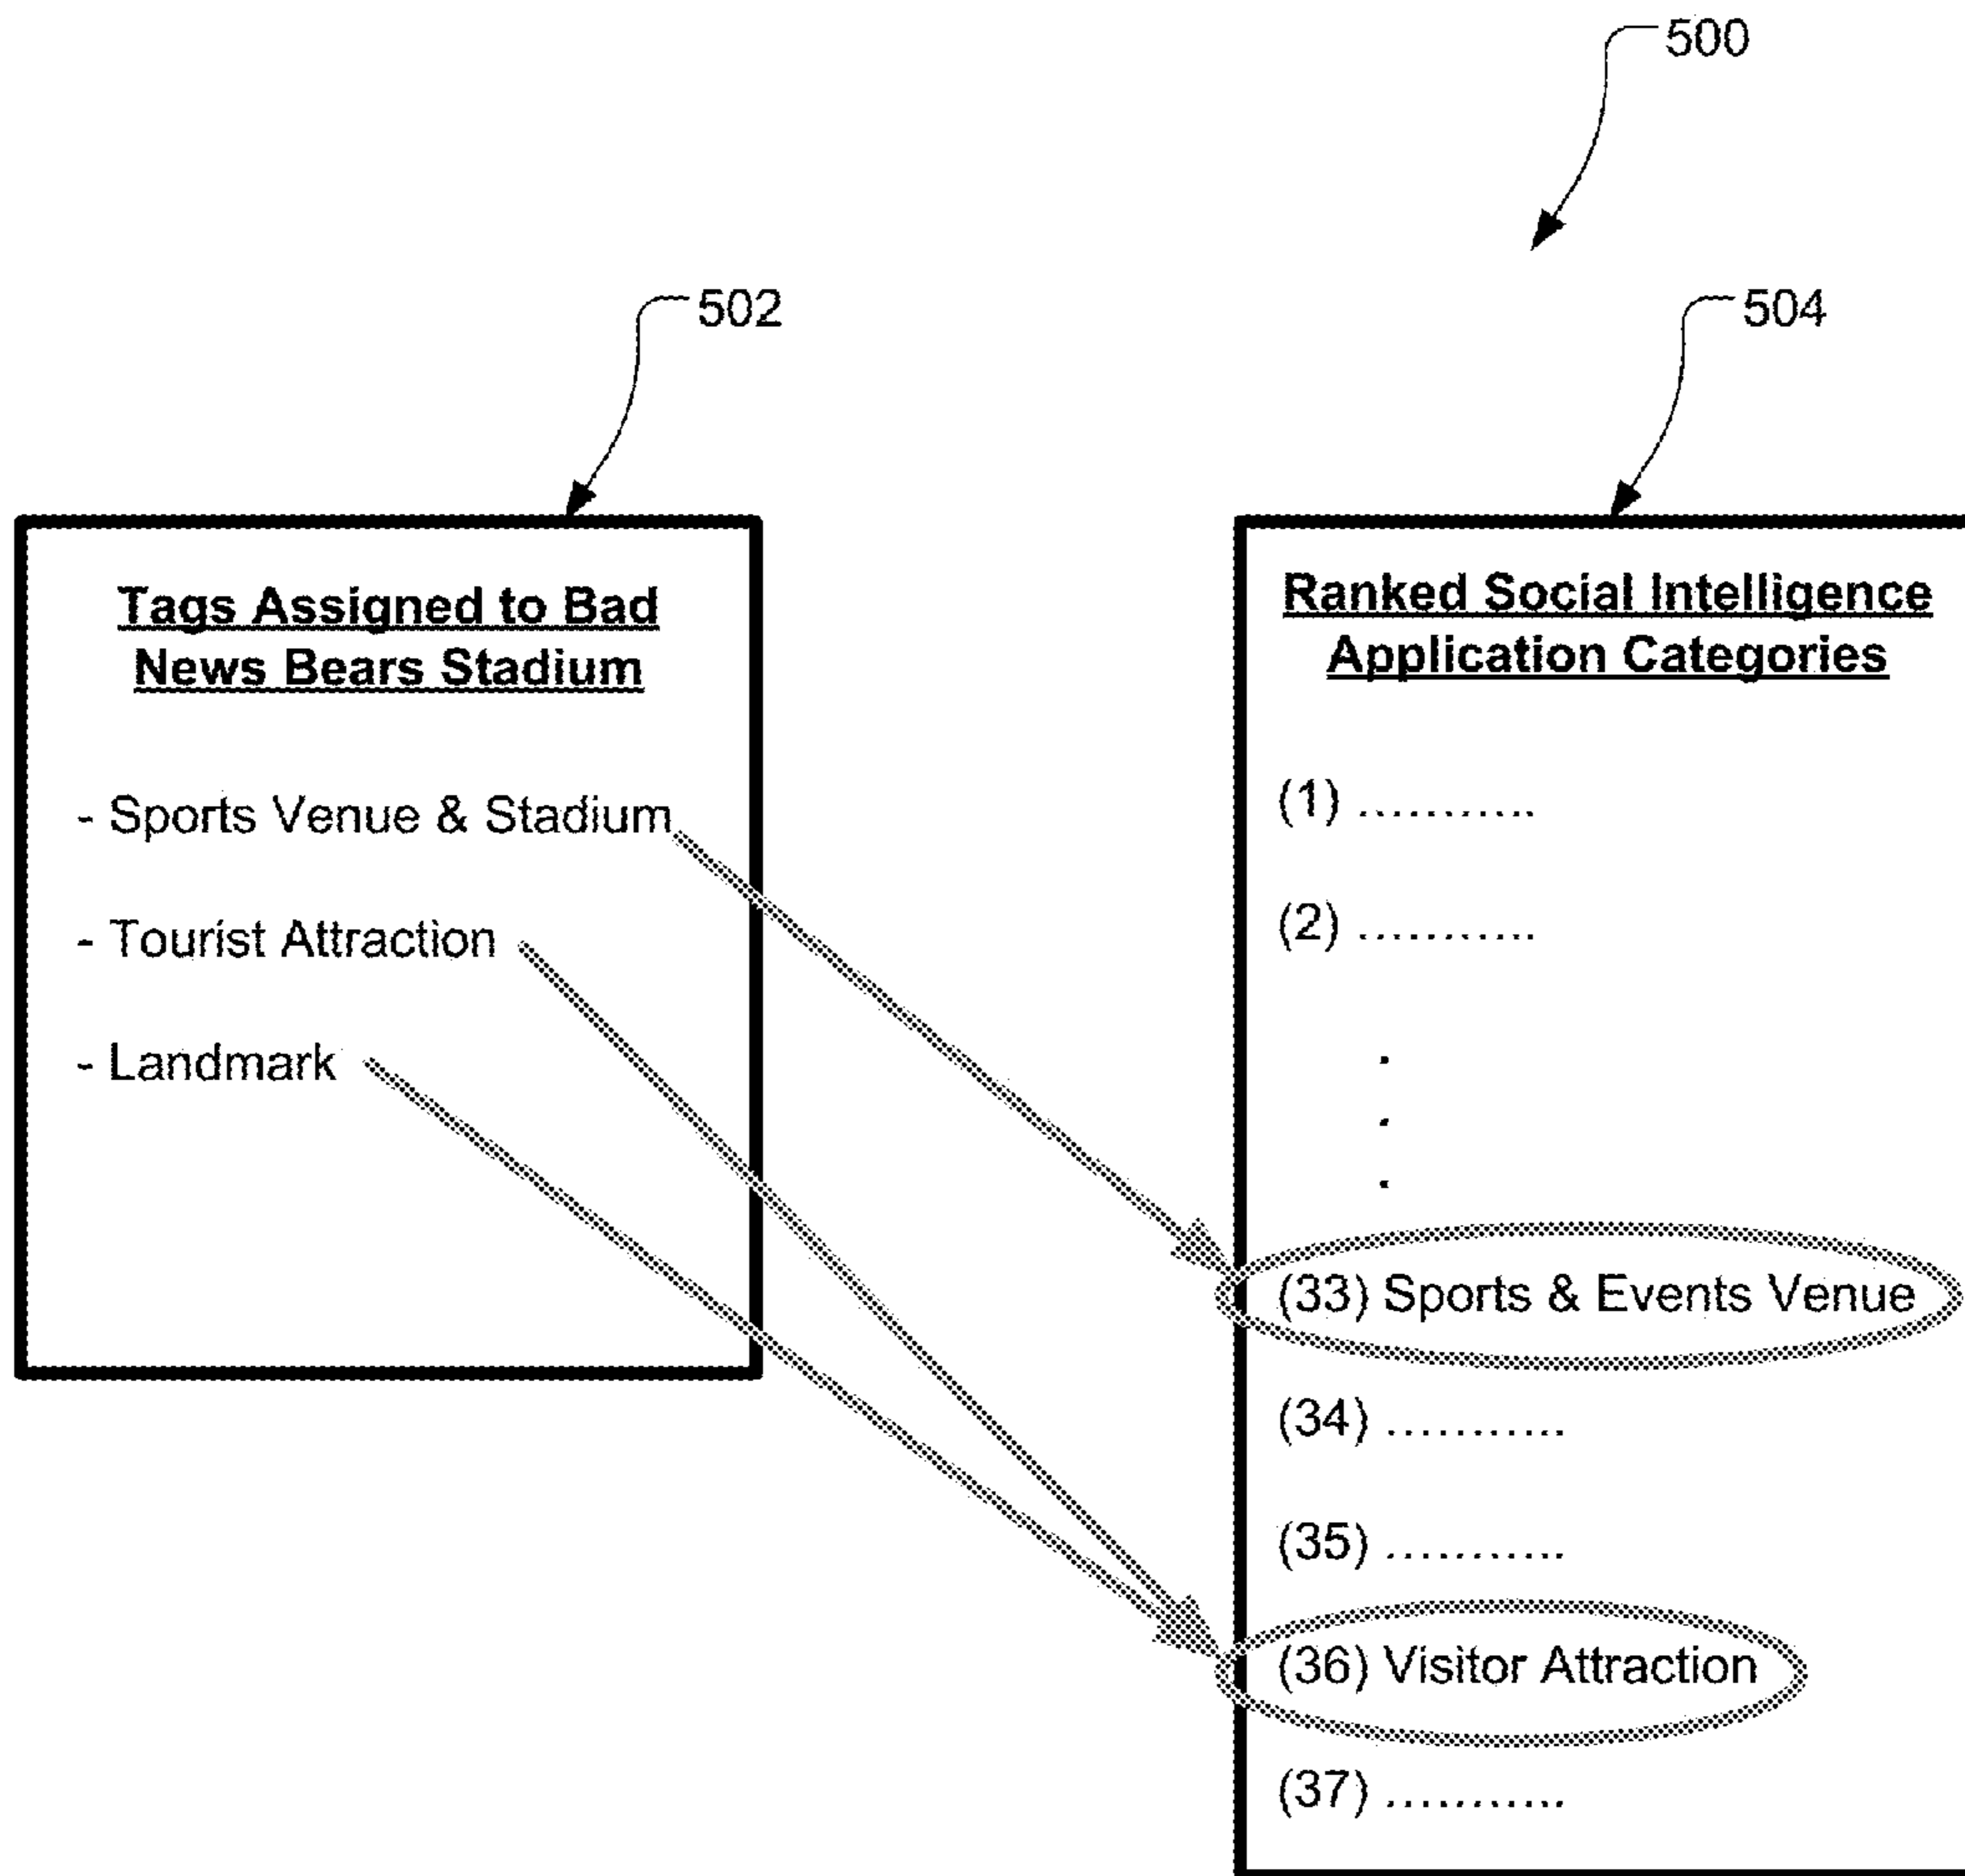 500
502
504
Tags Assigned to Bad
News Bears Stadium
- Sports Venue & Stadium
- Tourist Attraction
- Landmark
Ranked Social Intelligence
Application Categories
(1) ...........
(2) ...........
.
.
.
(33) Sports & Events Venue
(34) ...........
(35) ...........
(36) Visitor Attraction
(37) ...........